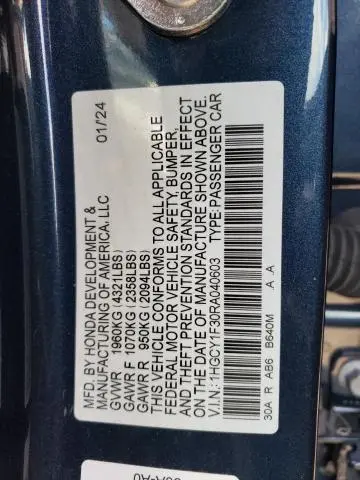 MFD. BY HONDA DEVELOPMENT &
MANUFACTURING OF AMERICA, LLC 01/'24
GVWR 1960KG (4321LBS)
GAWR F 1070KG (2358LBS)
GAWR R 950KG (2094LBS)
THIS VEHICLE CONFORMS TO ALL APPLICABLE
FEDERAL MOTOR VEHICLE SAFETY, BUMPER,
AND THEFT PREVENTION STANDARDS IN EFFECT
ON THE DATE OF MANUFACTURE SHOWN ABOVE.
V.I.N.: 1HGCY1F30RA040603 TYPE:PASSENGER CAR
30A R AB6 B640M A A